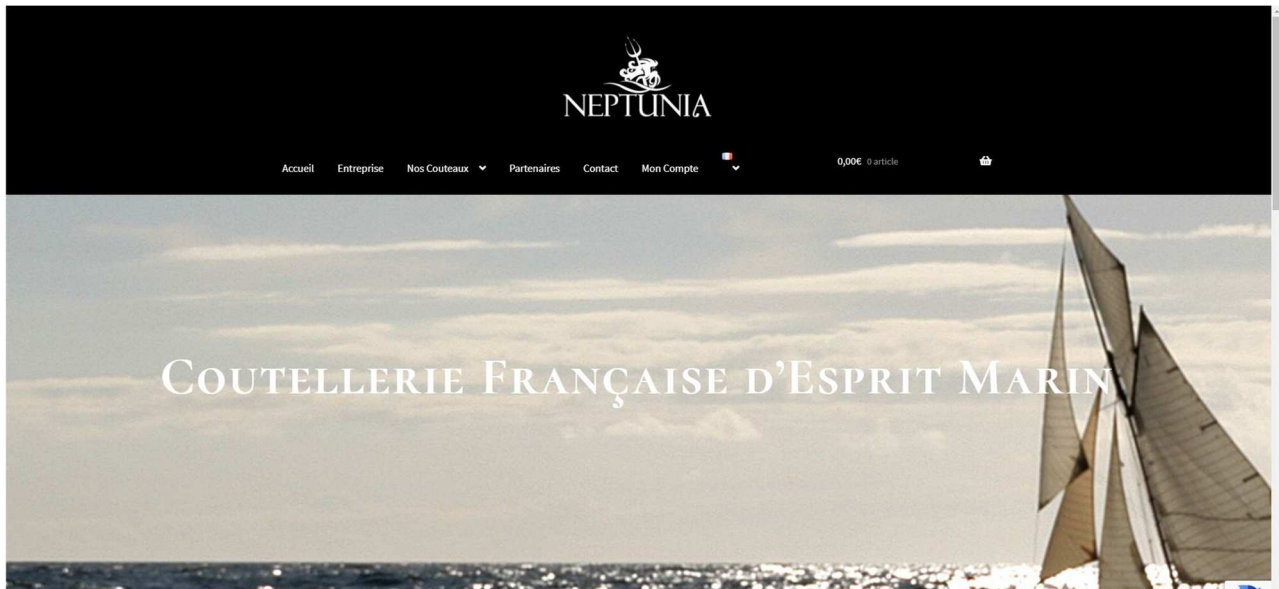 NEPTUNIA
Accueil Entreprise Nos Couteaux Partenaires Contact Mon Compte 0,00€ 0 article
Coutellerie Française d’Esprit Marin